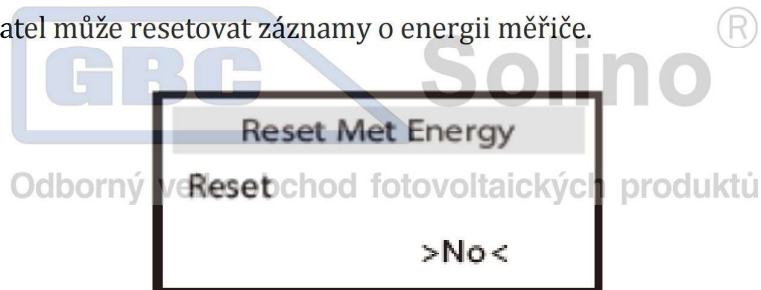 atel může resetovat záznamy o energii měřiče.
GBC Solino ®
Reset Met Energy
Odborný velkoobchod fotovoltaických produktů
Reset
>No<